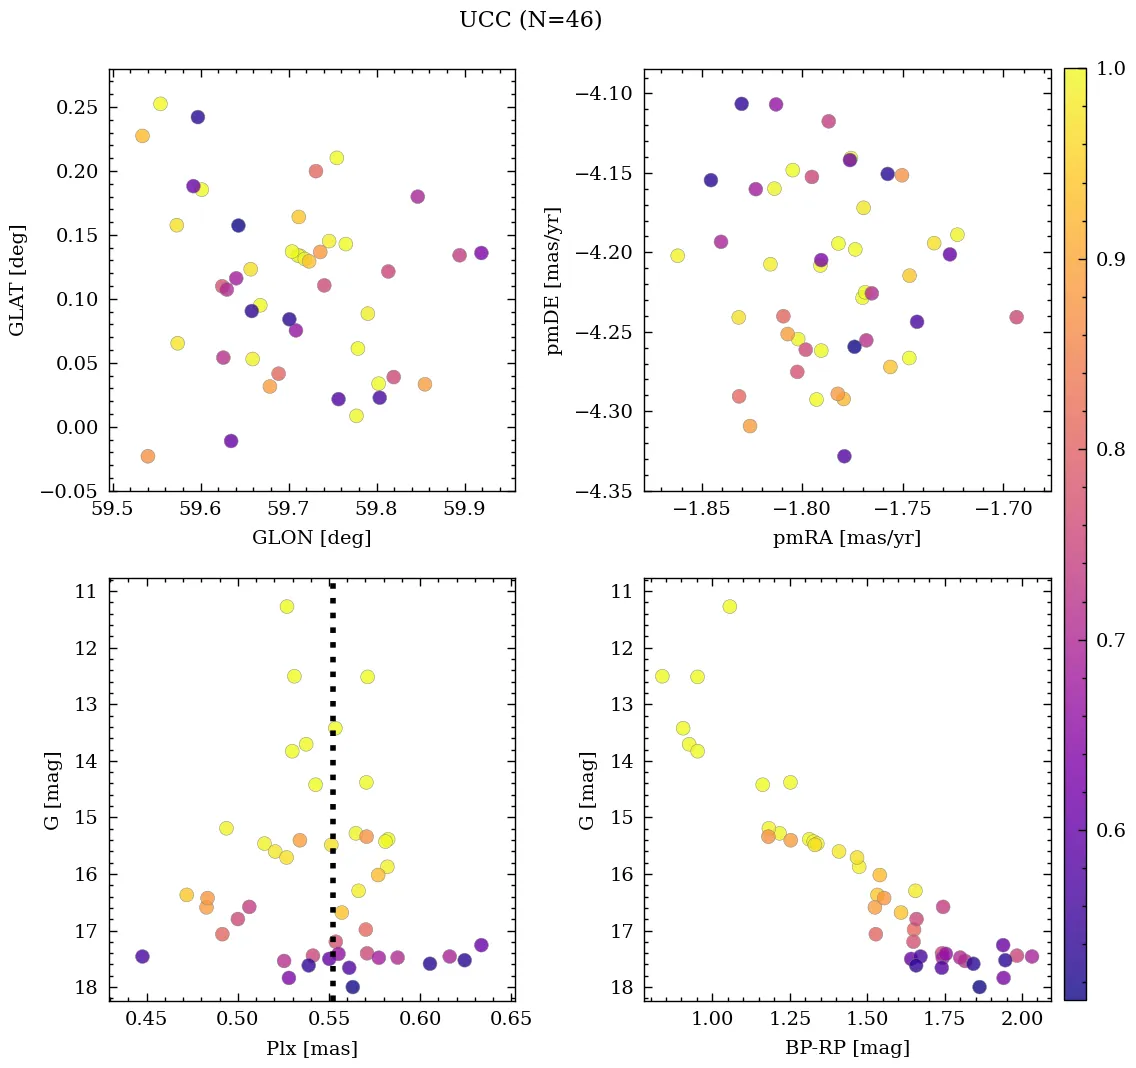 UCC (N=46)
0.25
0.20
0.15
0.10
0.05
0.00
−0.05
GLAT [deg]
59.5 59.6 59.7 59.8 59.9
GLON [deg]
−4.10
−4.15
−4.20
−4.25
−4.30
−4.35
pmDE [mas/yr]
−1.85 −1.80 −1.75 −1.70
pmRA [mas/yr]
11
12
13
14
15
16
17
18
G [mag]
0.45 0.50 0.55 0.60 0.65
Plx [mas]
11
12
13
14
15
16
17
18
G [mag]
1.00 1.25 1.50 1.75 2.00
BP-RP [mag]
1.0
0.9
0.8
0.7
0.6